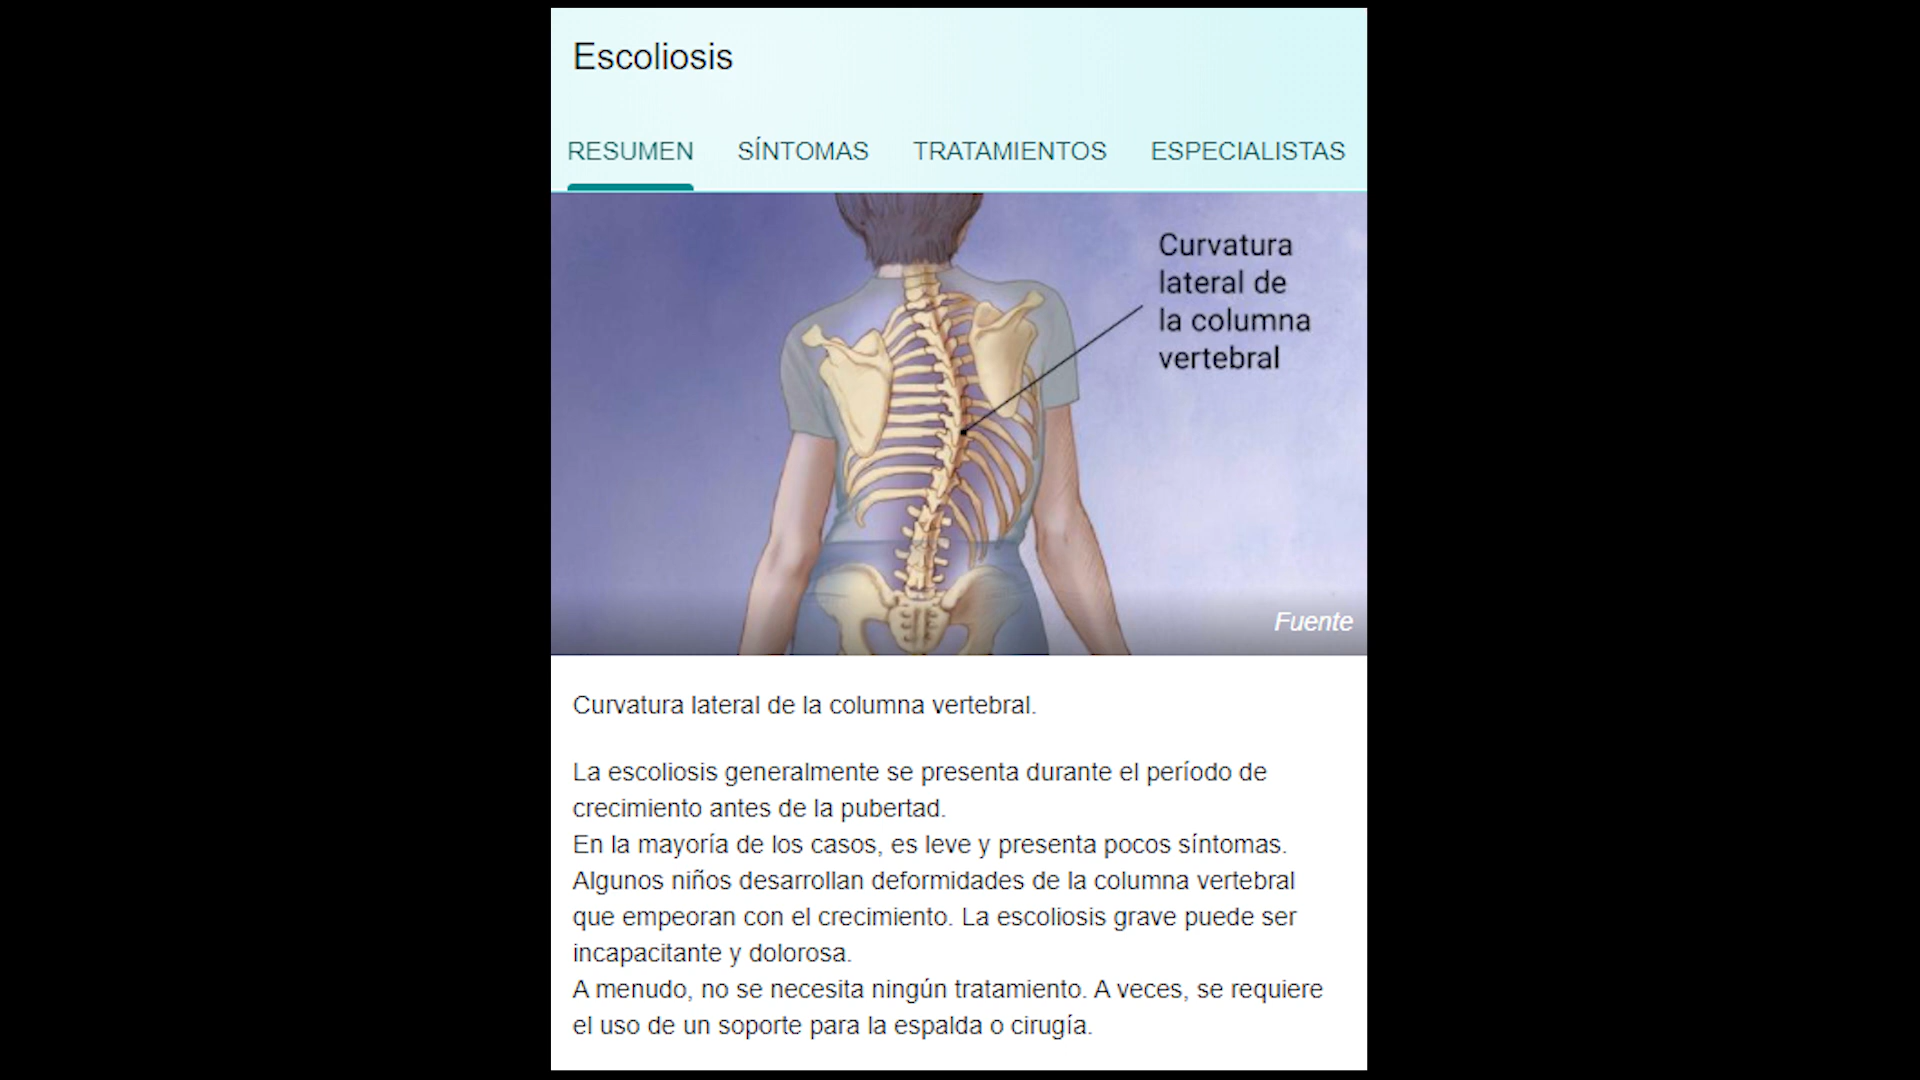 Escoliosis
RESUMEN SÍNTOMAS TRATAMIENTOS ESPECIALISTAS
Curvatura
lateral de
la columna
vertebral
Fuente
Curvatura lateral de la columna vertebral.
La escoliosis generalmente se presenta durante el período de
crecimiento antes de la pubertad.
En la mayoría de los casos, es leve y presenta pocos síntomas.
Algunos niños desarrollan deformidades de la columna vertebral
que empeoran con el crecimiento. La escoliosis grave puede ser
incapacitante y dolorosa.
A menudo, no se necesita ningún tratamiento. A veces, se requiere
el uso de un soporte para la espalda o cirugía.